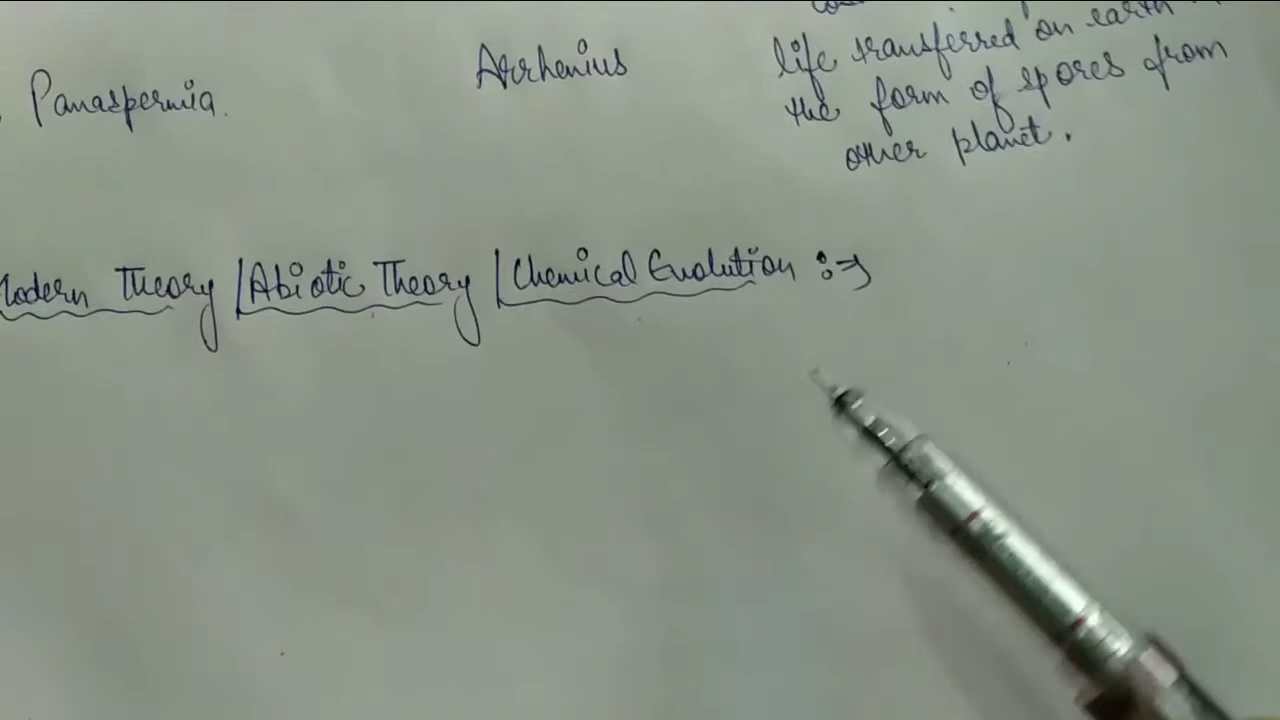 life transferred on earth
Panaspermia. Arrhenius the form of spores from
other planet.
Modern Theory | Abiotic Theory | Chemical Evolution :→